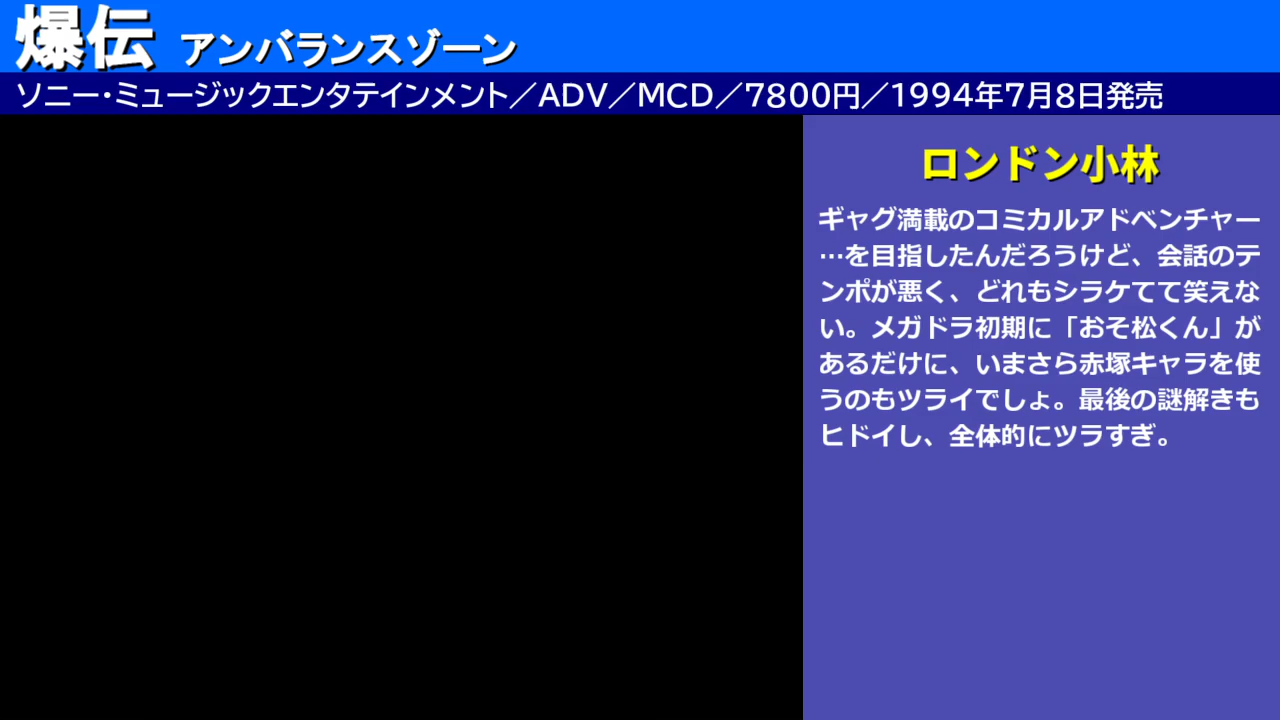 爆伝 アンバランスゾーン
ソニー・ミュージックエンタテインメント／ADV／MCD／7800円／1994年7月8日発売
ロンドン小林
ギャグ満載のコミカルアドベンチャー
…を目指したんだろうけど、会話のテ
ンポが悪く、どれもシラケてて笑えな
い。メガドラ初期に「おそ松くん」が
あるだけに、いまさら赤塚キャラを使
うのもツライでしょ。最後の謎解きも
ヒドイし、全体的にツラすぎ。